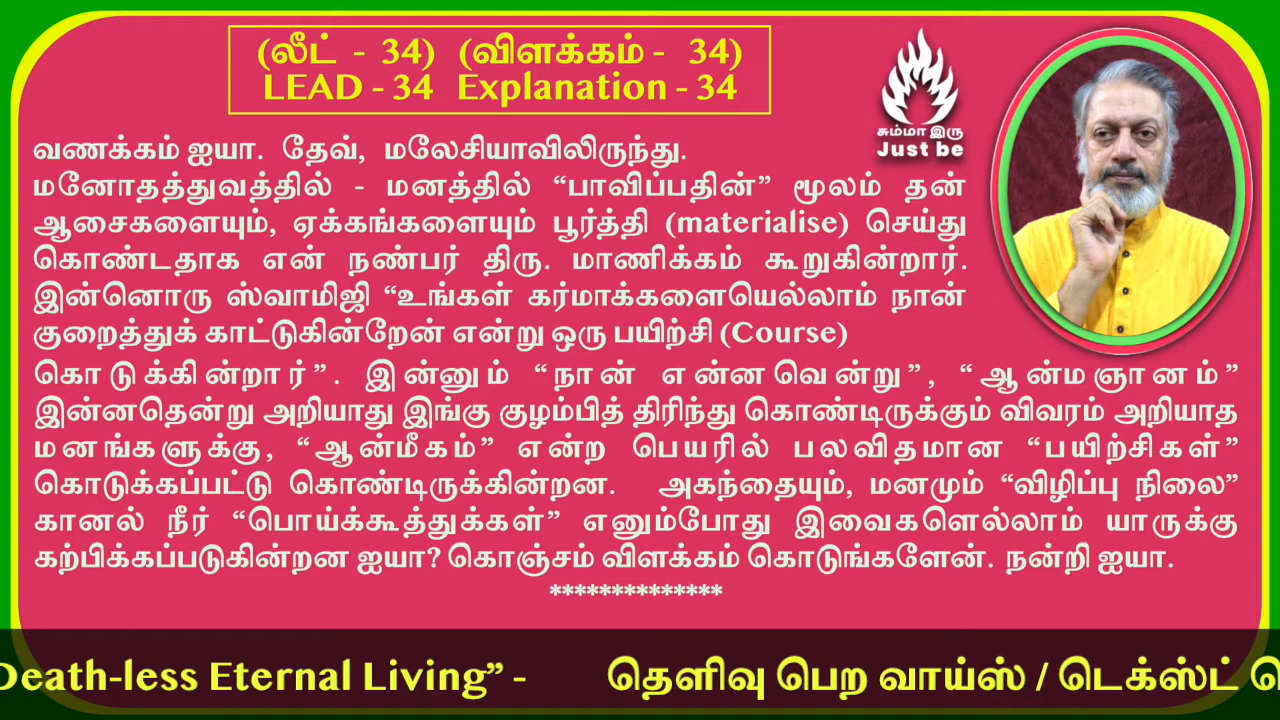 (லீட் - 34) (விளக்கம் - 34)
LEAD - 34 Explanation - 34
சும்மா இரு
Just be
வணக்கம் ஐயா. தேவ், மலேசியாவிலிருந்து.
மனோதத்துவத்தில் - மனத்தில் “பாவிப்பதின்” மூலம் தன்
ஆசைகளையும், ஏக்கங்களையும் பூர்த்தி (materialise) செய்து
கொண்டதாக என் நண்பர் திரு. மாணிக்கம் கூறுகின்றார்.
இன்னொரு ஸ்வாமிஜி “உங்கள் கர்மாக்களையெல்லாம் நான்
குறைத்துக் காட்டுகின்றேன் என்று ஒரு பயிற்சி (Course)
கொடுக்கின்றார்”. இன்னும் “நான் என்னவென்று”, “ஆன்மஞானம்”
இன்னதென்று அறியாது இங்கு குழம்பித் திரிந்து கொண்டிருக்கும் விவரம் அறியாத
மனங்களுக்கு, “ஆன்மீகம்” என்ற பெயரில் பலவிதமான “பயிற்சிகள்”
கொடுக்கப்பட்டு கொண்டிருக்கின்றன. அகந்தையும், மனமும் “விழிப்பு நிலை”
கானல் நீர் “பொய்க்கூத்துக்கள்” எனும்போது இவைகளெல்லாம் யாருக்கு
கற்பிக்கப்படுகின்றன ஐயா? கொஞ்சம் விளக்கம் கொடுங்களேன். நன்றி ஐயா.
**************
Death-less Eternal Living” - தெளிவு பெற வாய்ஸ் / டெக்ஸ்ட்